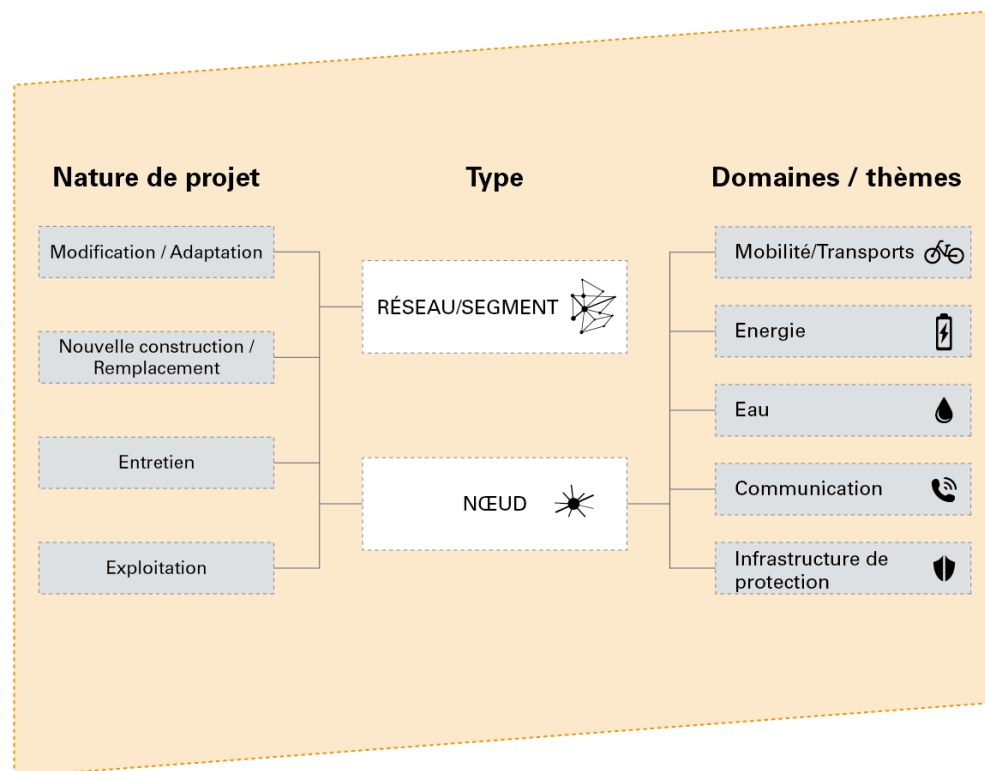 Nature de projet
Type
Domaines / thèmes
Modification / Adaptation
Nouvelle construction /
Remplacement
Entretien
Exploitation
RÉSEAU/SEGMENT
NŒUD
Mobilité/Transports
Energie
Eau
Communication
Infrastructure de
protection